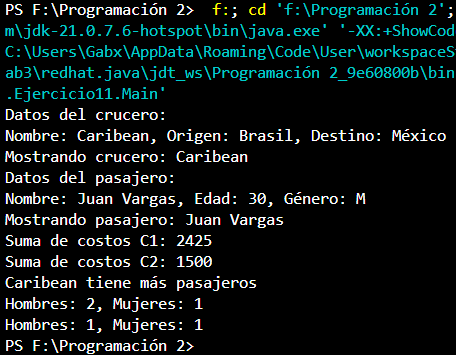 PS F:\Programación 2>  f:; cd 'f:\Programación 2';
m\jdk-21.0.7.6-hotspot\bin\java.exe' '-XX:+ShowCod
C:\Users\Gabx\AppData\Roaming\Code\User\workspaceS
ab3\redhat.java\jdt_ws\Programación 2_9e60800b\bin
.Ejercicio11.Main'
Datos del crucero:
Nombre: Caribean, Origen: Brasil, Destino: México
Mostrando crucero: Caribean
Datos del pasajero:
Nombre: Juan Vargas, Edad: 30, Género: M
Mostrando pasajero: Juan Vargas
Suma de costos C1: 2425
Suma de costos C2: 1500
Caribean tiene más pasajeros
Hombres: 2, Mujeres: 1
Hombres: 1, Mujeres: 1
PS F:\Programación 2>